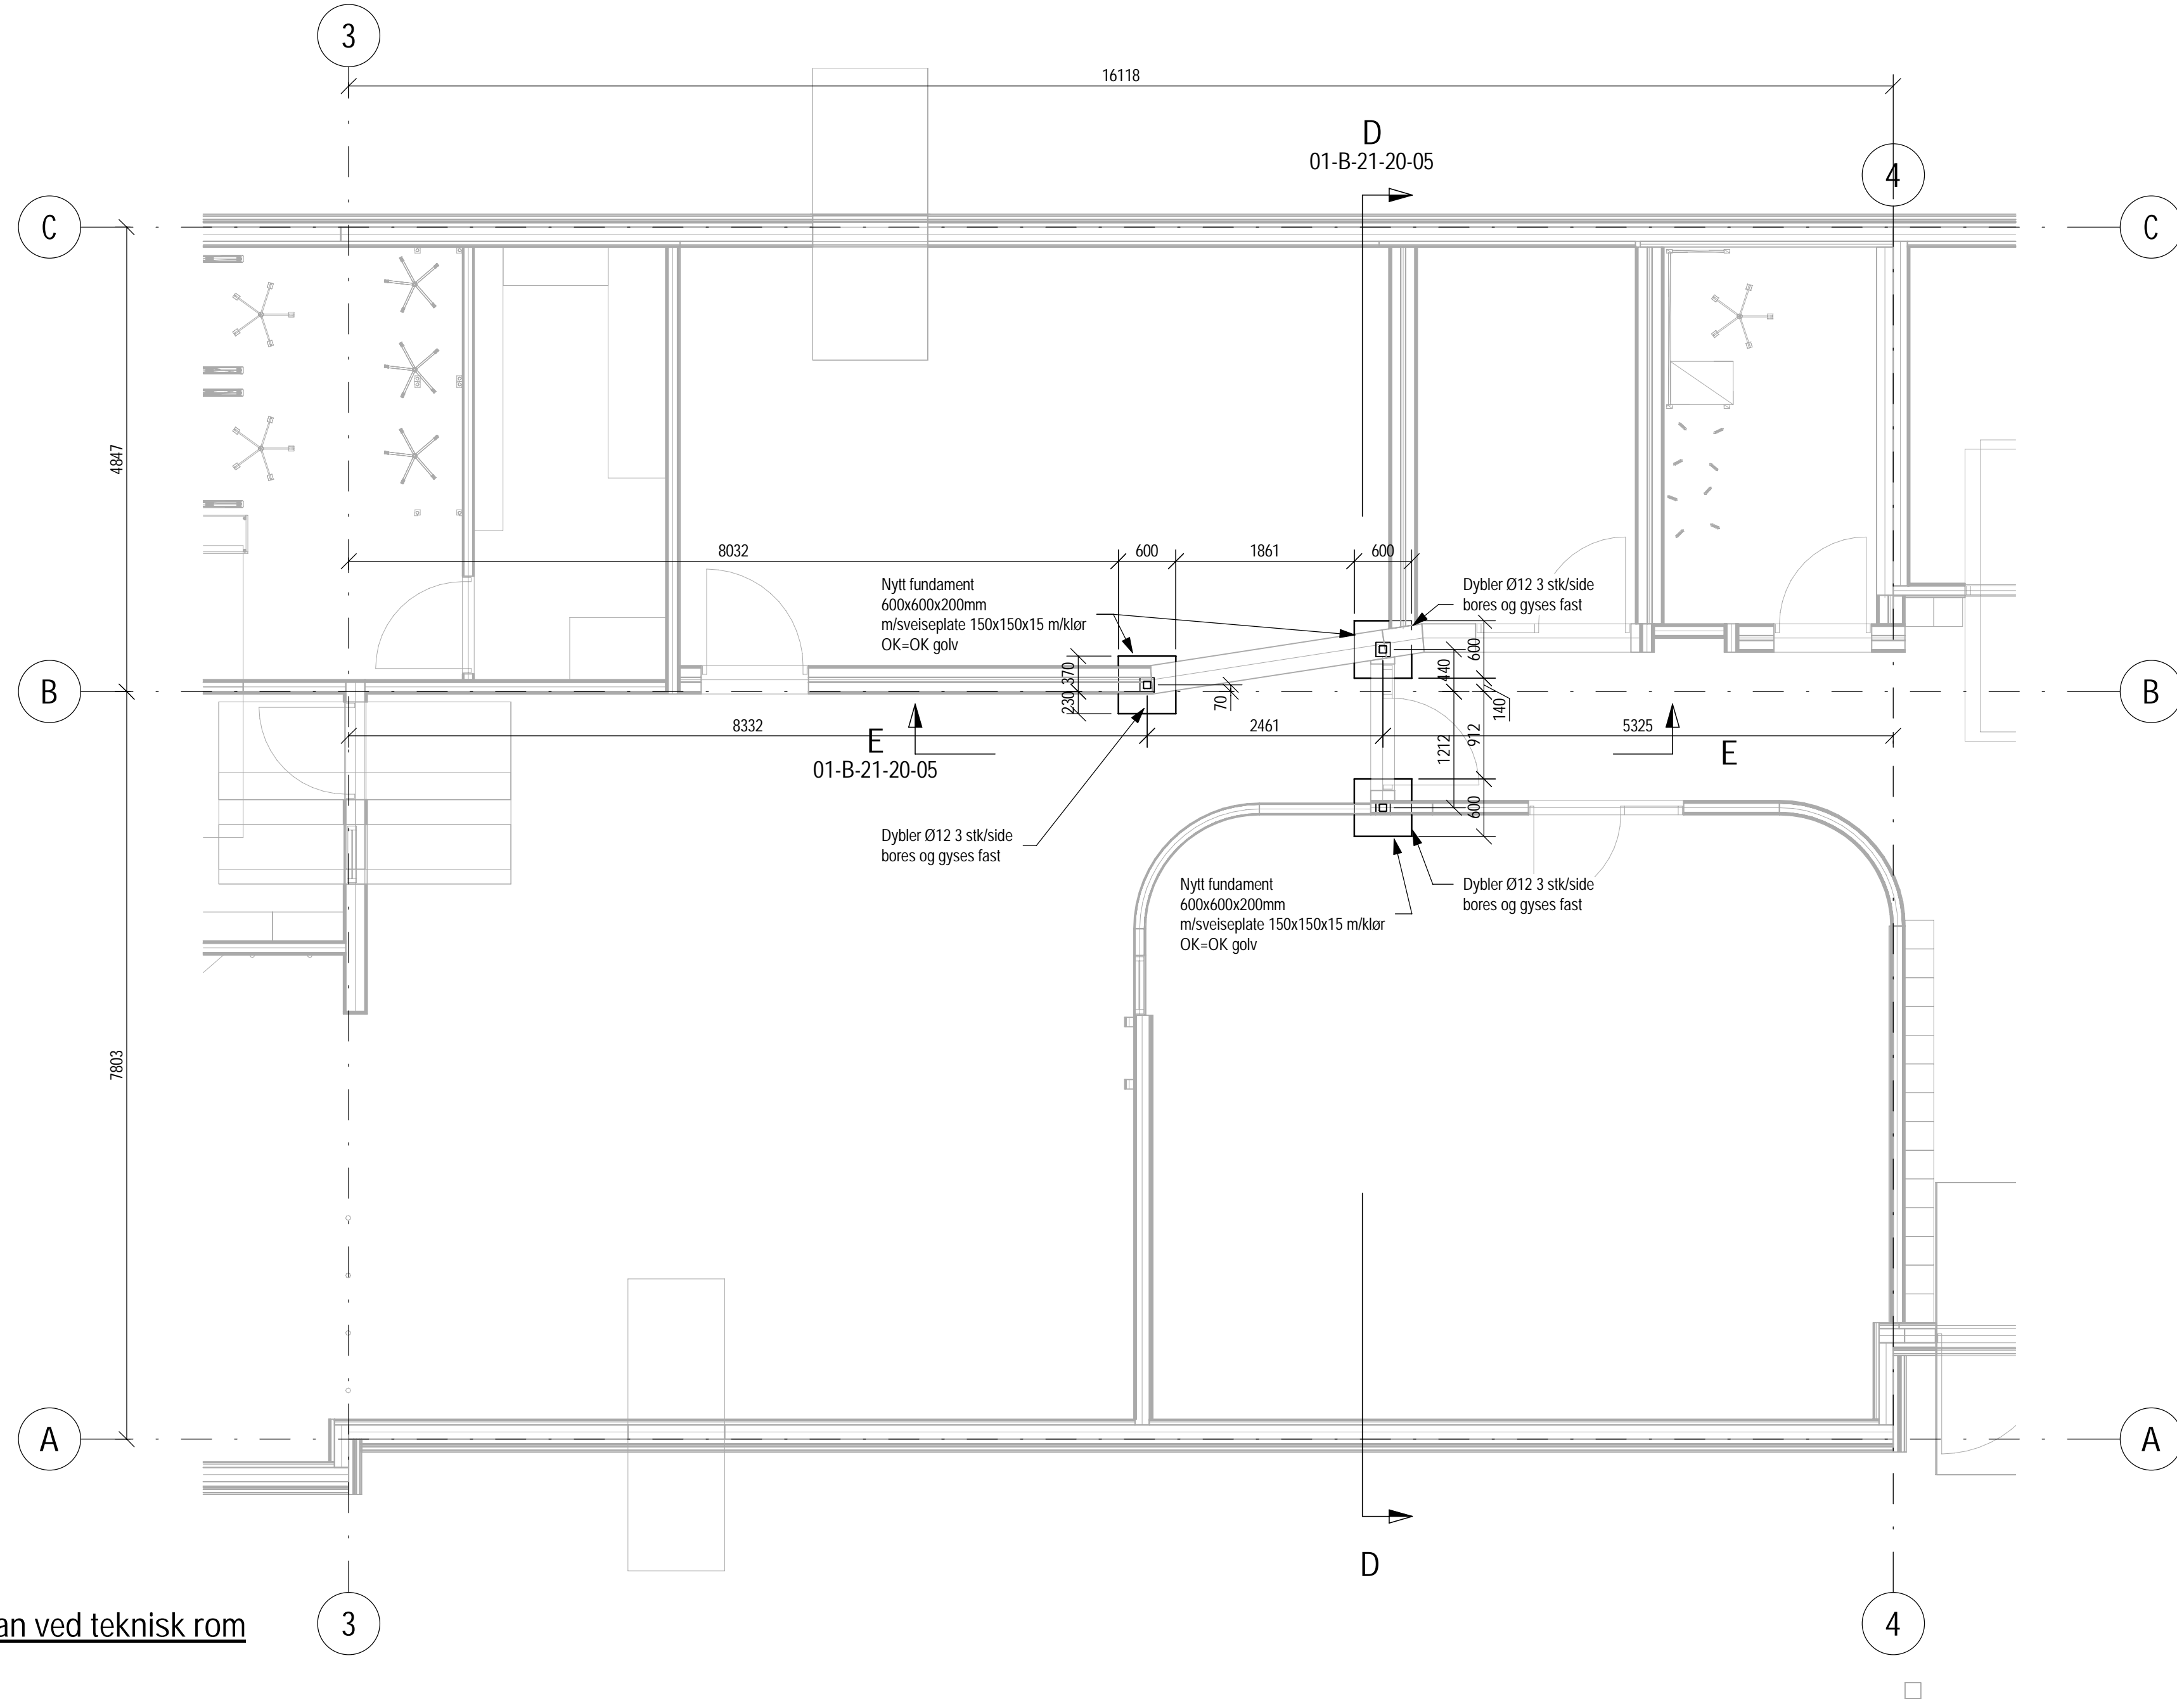 3
16118
D
01-B-21-20-05
4
C
C
4847
8032
600
1861
600
Nytt fundament
600x600x200mm
m/sveiseplate 150x150x15 m/klør
OK=OK golv
Dybler Ø12 3 stk/side
bores og gyses fast
370
230
70
440
600
140
B
B
8332
2461
5325
1212
912
600
E
01-B-21-20-05
E
Dybler Ø12 3 stk/side
bores og gyses fast
Nytt fundament
600x600x200mm
m/sveiseplate 150x150x15 m/klør
OK=OK golv
Dybler Ø12 3 stk/side
bores og gyses fast
7803
A
A
D
an ved teknisk rom
3
4